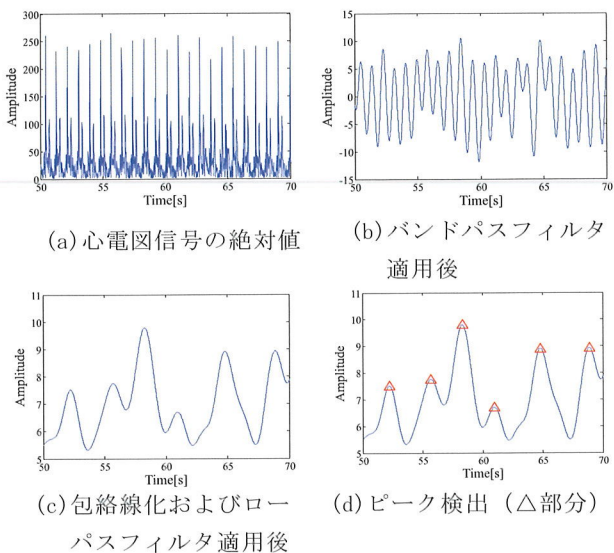 300
250
200
150
100
50
0
Amplitude
50 55 60 65 70
Time[s]
(a)心電図信号の絶対値
15
10
5
0
-5
-10
-15
Amplitude
50 55 60 65 70
Time[s]
(b)バンドパスフィルタ
適用後
11
10
9
8
7
6
5
Amplitude
50 55 60 65 70
Time[s]
(c)包絡線化およびロー
パスフィルタ適用後
11
10
9
8
7
6
5
Amplitude
50 55 60 65 70
Time[s]
(d)ピーク検出（△部分）